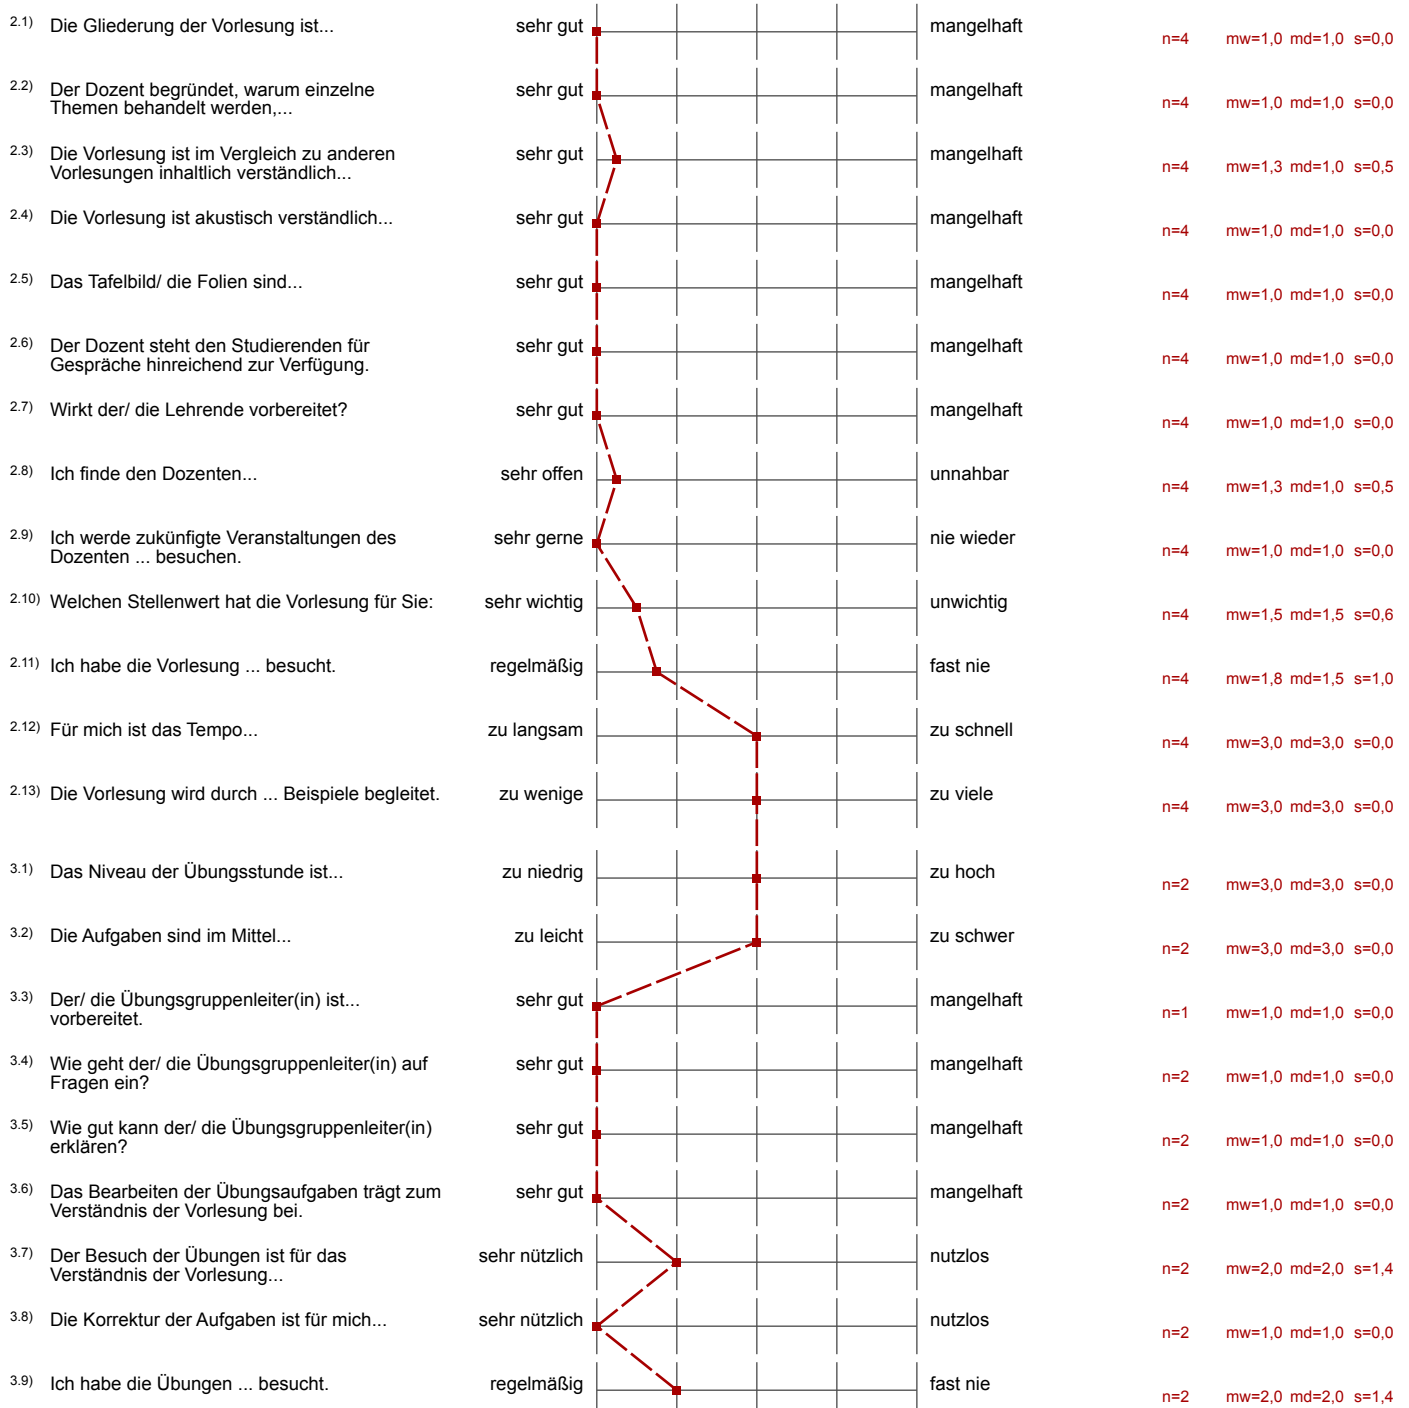 2.1) Die Gliederung der Vorlesung ist... sehr gut mangelhaft n=4 mw=1,0 md=1,0 s=0,0
2.2) Der Dozent begründet, warum einzelne
Themen behandelt werden,... sehr gut mangelhaft n=4 mw=1,0 md=1,0 s=0,0
2.3) Die Vorlesung ist im Vergleich zu anderen
Vorlesungen inhaltlich verständlich... sehr gut mangelhaft n=4 mw=1,3 md=1,0 s=0,5
2.4) Die Vorlesung ist akustisch verständlich... sehr gut mangelhaft n=4 mw=1,0 md=1,0 s=0,0
2.5) Das Tafelbild/ die Folien sind... sehr gut mangelhaft n=4 mw=1,0 md=1,0 s=0,0
2.6) Der Dozent steht den Studierenden für
Gespräche hinreichend zur Verfügung. sehr gut mangelhaft n=4 mw=1,0 md=1,0 s=0,0
2.7) Wirkt der/ die Lehrende vorbereitet? sehr gut mangelhaft n=4 mw=1,0 md=1,0 s=0,0
2.8) Ich finde den Dozenten... sehr offen unnahbar n=4 mw=1,3 md=1,0 s=0,5
2.9) Ich werde zukünfigte Veranstaltungen des
Dozenten ... besuchen. sehr gerne nie wieder n=4 mw=1,0 md=1,0 s=0,0
2.10) Welchen Stellenwert hat die Vorlesung für Sie: sehr wichtig unwichtig n=4 mw=1,5 md=1,5 s=0,6
2.11) Ich habe die Vorlesung ... besucht. regelmäßig fast nie n=4 mw=1,8 md=1,5 s=1,0
2.12) Für mich ist das Tempo... zu langsam zu schnell n=4 mw=3,0 md=3,0 s=0,0
2.13) Die Vorlesung wird durch ... Beispiele begleitet. zu wenige zu viele n=4 mw=3,0 md=3,0 s=0,0
3.1) Das Niveau der Übungsstunde ist... zu niedrig zu hoch n=2 mw=3,0 md=3,0 s=0,0
3.2) Die Aufgaben sind im Mittel... zu leicht zu schwer n=2 mw=3,0 md=3,0 s=0,0
3.3) Der/ die Übungsgruppenleiter(in) ist...
vorbereitet. sehr gut mangelhaft n=1 mw=1,0 md=1,0 s=0,0
3.4) Wie geht der/ die Übungsgruppenleiter(in) auf
Fragen ein? sehr gut mangelhaft n=2 mw=1,0 md=1,0 s=0,0
3.5) Wie gut kann der/ die Übungsgruppenleiter(in)
erklären? sehr gut mangelhaft n=2 mw=1,0 md=1,0 s=0,0
3.6) Das Bearbeiten der Übungsaufgaben trägt zum
Verständnis der Vorlesung bei. sehr gut mangelhaft n=2 mw=1,0 md=1,0 s=0,0
3.7) Der Besuch der Übungen ist für das
Verständnis der Vorlesung... sehr nützlich nutzlos n=2 mw=2,0 md=2,0 s=1,4
3.8) Die Korrektur der Aufgaben ist für mich... sehr nützlich nutzlos n=2 mw=1,0 md=1,0 s=0,0
3.9) Ich habe die Übungen ... besucht. regelmäßig fast nie n=2 mw=2,0 md=2,0 s=1,4